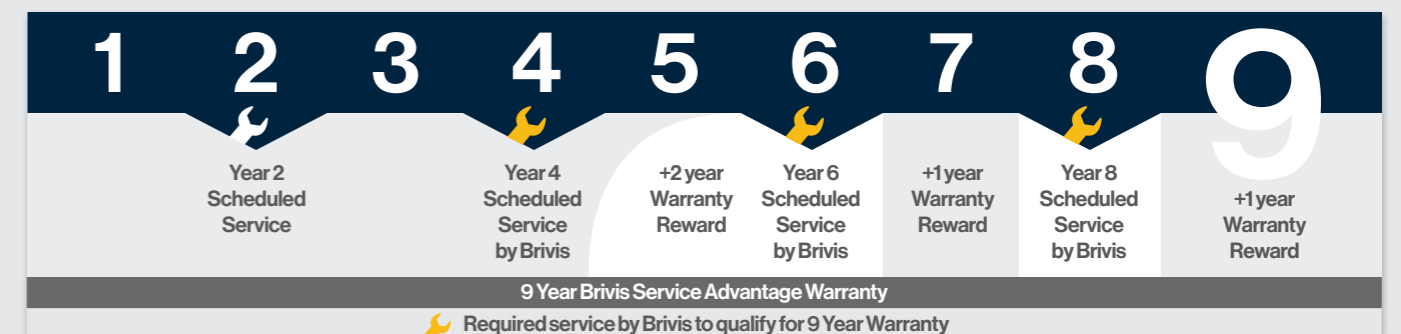 1 2 3 4 5 6 7 8 9
Year 2
Scheduled
Service
Year 4
Scheduled
Service
by Brivis
+2 year
Warranty
Reward
Year 6
Scheduled
Service
by Brivis
+1 year
Warranty
Reward
Year 8
Scheduled
Service
by Brivis
+1 year
Warranty
Reward
9 Year Brivis Service Advantage Warranty
Required service by Brivis to qualify for 9 Year Warranty